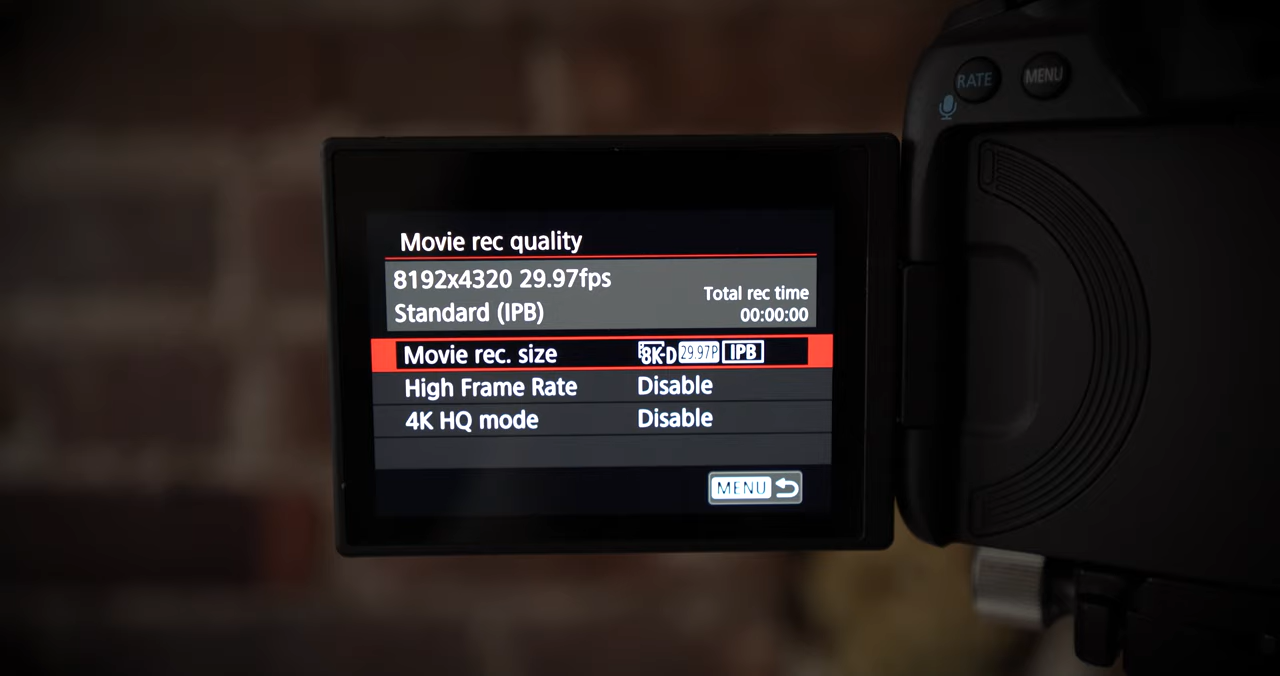 RATE
MENU
Movie rec quality
8192x4320 29.97fps
Standard (IPB)
Total rec time
00:00:00
Movie rec. size 8K-D 29.97P IPB
High Frame Rate Disable
4K HQ mode Disable
MENU